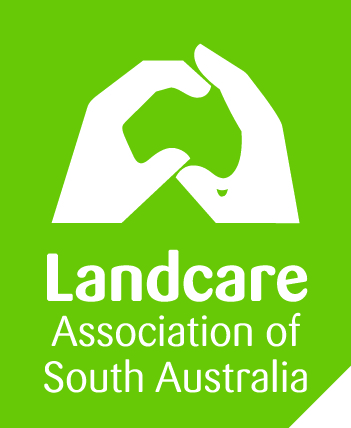 Landcare
Association of
South Australia